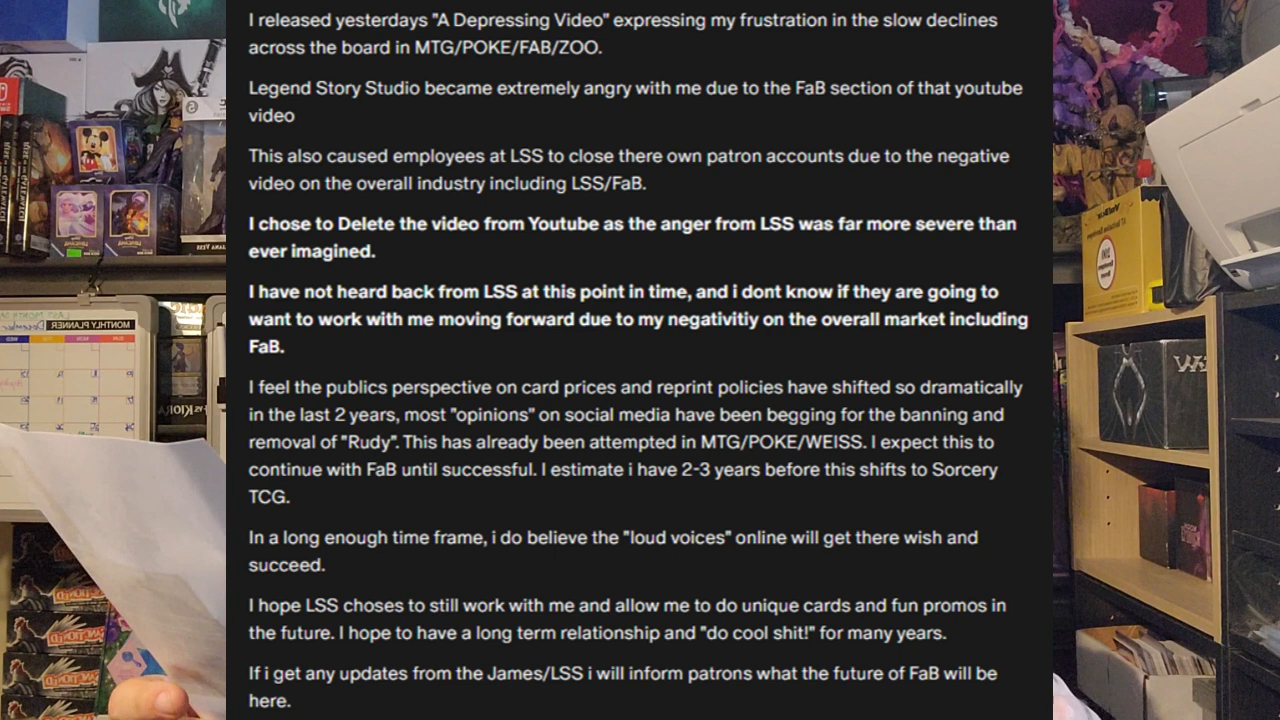 I released yesterdays "A Depressing Video" expressing my frustration in the slow declines
across the board in MTG/POKE/FAB/ZOO.
Legend Story Studio became extremely angry with me due to the FaB section of that youtube
video
This also caused employees at LSS to close there own patron accounts due to the negative
video on the overall industry including LSS/FaB.
I chose to Delete the video from Youtube as the anger from LSS was far more severe than
ever imagined.
I have not heard back from LSS at this point in time, and i dont know if they are going to
want to work with me moving forward due to my negativitiy on the overall market including
FaB.
I feel the publics perspective on card prices and reprint policies have shifted so dramatically
in the last 2 years, most "opinions" on social media have been begging for the banning and
removal of "Rudy". This has already been attempted in MTG/POKE/WEISS. I expect this to
continue with FaB until successful. I estimate i have 2-3 years before this shifts to Sorcery
TCG.
In a long enough time frame, i do believe the "loud voices" online will get there wish and
succeed.
I hope LSS choses to still work with me and allow me to do unique cards and fun promos in
the future. I hope to have a long term relationship and "do cool shit!" for many years.
If i get any updates from the James/LSS i will inform patrons what the future of FaB will be
here.
MONTHLY PLANNER